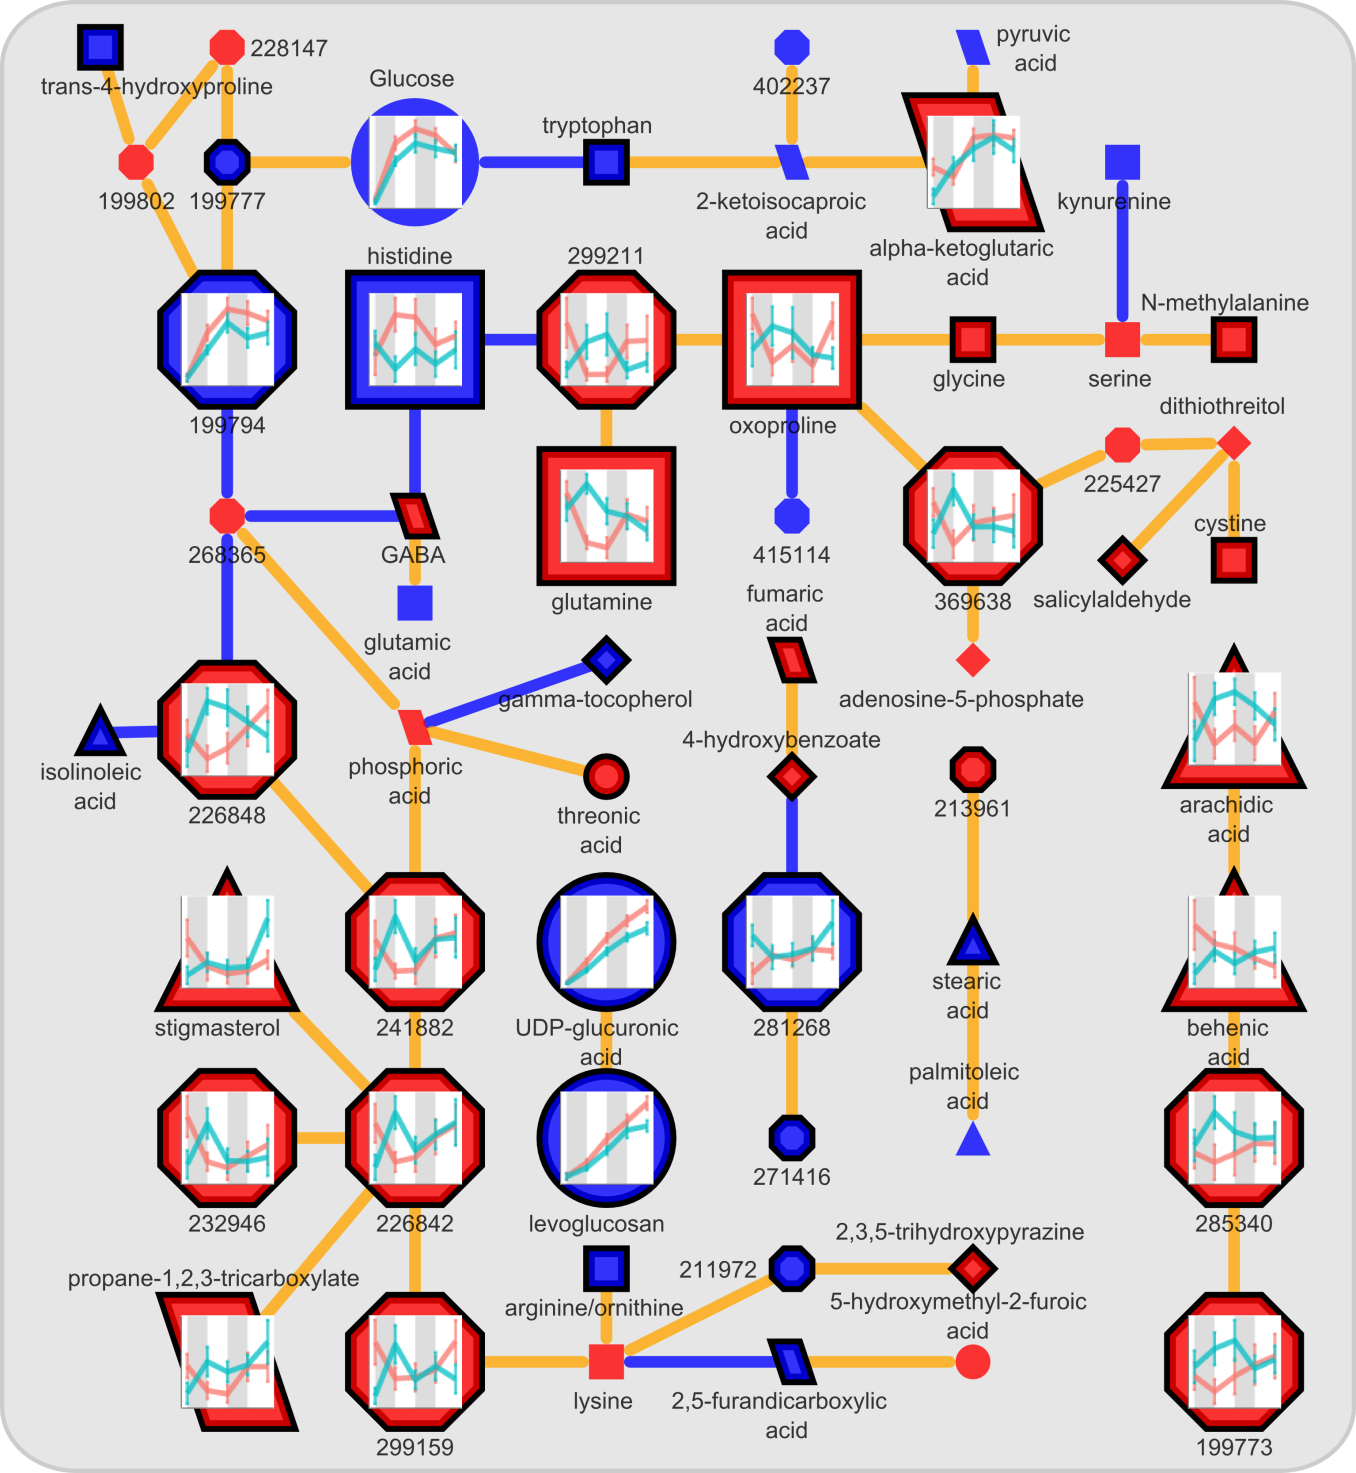 228147
trans-4-hydroxyproline
Glucose
402237
pyruvic
acid
tryptophan
199802
199777
2-ketoisocaproic
acid
kynurenine
alpha-ketoglutaric
acid
histidine
299211
N-methylalanine
glycine
serine
199794
oxoproline
dithiothreitol
225427
cystine
268365
GABA
415114
glutamine
fumaric
acid
369638
salicylaldehyde
glutamic
acid
gamma-tocopherol
adenosine-5-phosphate
4-hydroxybenzoate
isolinoleic
acid
phosphoric
acid
226848
threonic
acid
213961
arachidic
acid
stearic
acid
stigmasterol
241882
UDP-glucuronic
acid
281268
behenic
acid
palmitoleic
acid
271416
232946
226842
levoglucosan
285340
2,3,5-trihydroxypyrazine
propane-1,2,3-tricarboxylate
211972
arginine/ornithine
5-hydroxymethyl-2-furoic
acid
lysine
2,5-furandicarboxylic
acid
299159
199773